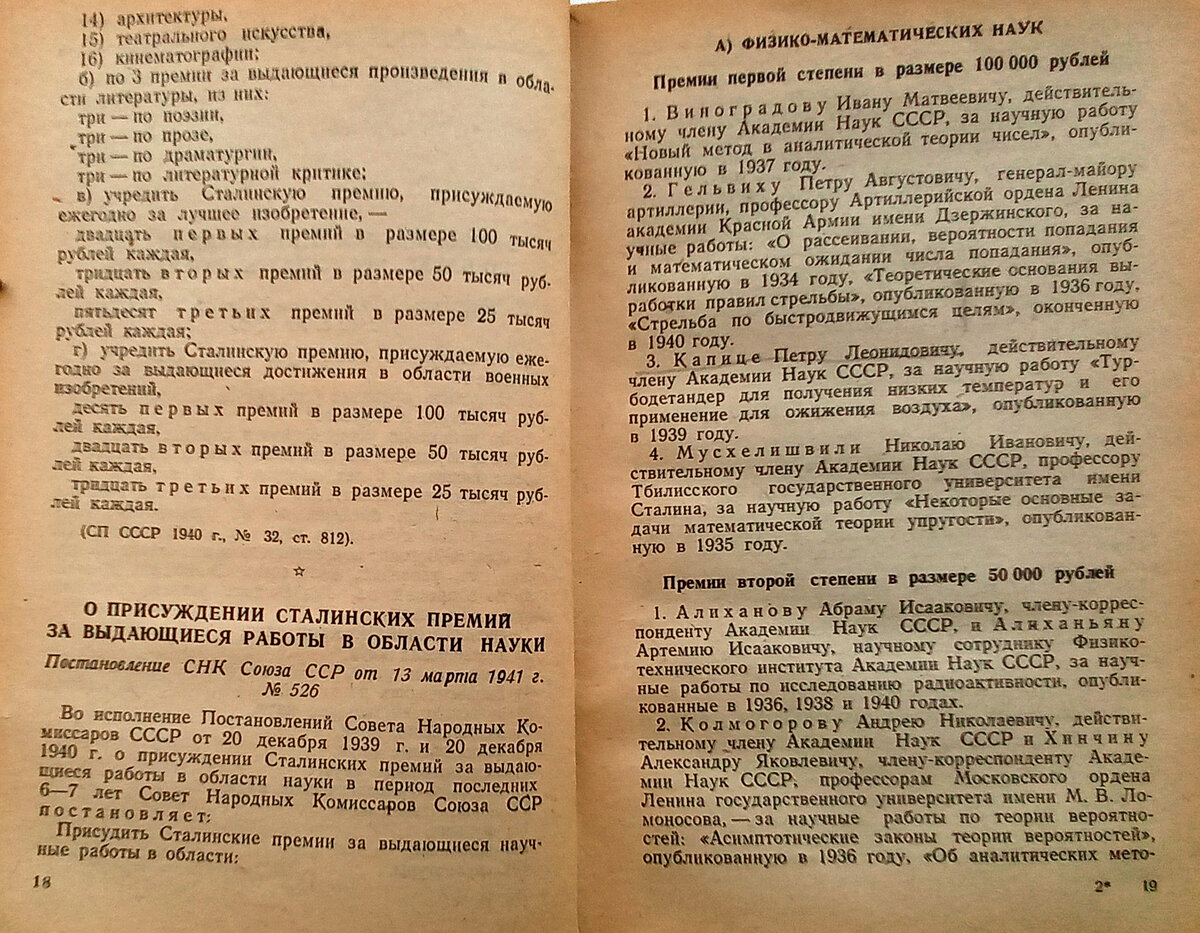 14) архитектуры,
15) театрального искусства,
16) кинематографии;
б) по 3 премии за выдающиеся произведения в обла-
сти литературы, из них:
три — по поэзии,
три — по прозе,
три — по драматургии,
три — по литературной критике;
в) учредить Сталинскую премию, присуждаемую
ежегодно за лучшее изобретение, —
двадцать первых премий в размере 100 тысяч
рублей каждая,
тридцать вторых премий в размере 50 тысяч руб-
лей каждая,
пятьдесят третьих премий в размере 25 тысяч
рублей каждая;
г) учредить Сталинскую премию, присуждаемую еже-
годно за выдающиеся достижения в области военных
изобретений,
десять первых премий в размере 100 тысяч руб-
лей каждая,
двадцать вторых премий в размере 50 тысяч руб-
лей каждая,
тридцать третьих премий в размере 25 тысяч руб-
лей каждая.
(СП СССР 1940 г., № 32, ст. 812).
☆
О ПРИСУЖДЕНИИ СТАЛИНСКИХ ПРЕМИЙ
ЗА ВЫДАЮЩИЕСЯ РАБОТЫ В ОБЛАСТИ НАУКИ
Постановление СНК Союза ССР от 13 марта 1941 г.
№ 526
Во исполнение Постановлений Совета Народных Ко-
миссаров СССР от 20 декабря 1939 г. и 20 декабря
1940 г. о присуждении Сталинских премий за выдаю-
щиеся работы в области науки в период последних
6—7 лет Совет Народных Комиссаров Союза ССР
постановляет:
Присудить Сталинские премии за выдающиеся науч-
ные работы в области:
18
А) ФИЗИКО-МАТЕМАТИЧЕСКИХ НАУК
Премии первой степени в размере 100 000 рублей
1. Виноградову Ивану Матвеевичу, действитель-
ному члену Академии Наук СССР, за научную работу
«Новый метод в аналитической теории чисел», опубли-
кованную в 1937 году.
2. Гельвиху Петру Августовичу, генерал-майору
артиллерии, профессору Артиллерийской ордена Ленина
академии Красной Армии имени Дзержинского, за на-
учные работы: «О рассеивании, вероятности попадания
и математическом ожидании числа попадания», опуб-
ликованную в 1934 году, «Теоретические основания вы-
работки правил стрельбы», опубликованную в 1936 году,
«Стрельба по быстродвижущимся целям», оконченную
в 1940 году.
3. Капице Петру Леонидовичу, действительному
члену Академии Наук СССР, за научную работу «Тур-
бодетандер для получения низких температур и его
применение для ожижения воздуха», опубликованную
в 1939 году.
4. Мусхелишвили Николаю Ивановичу, дей-
ствительному члену Академии Наук СССР, профессору
Тбилисского государственного университета имени
Сталина, за научную работу «Некоторые основные за-
дачи математической теории упругости», опубликован-
ную в 1935 году.
Премии второй степени в размере 50 000 рублей
1. Алиханову Абраму Исааковичу, члену-коррес-
понденту Академии Наук СССР, и Алиханьяну
Артемию Исааковичу, научному сотруднику Физико-
технического института Академии Наук СССР, за науч-
ные работы по исследованию радиоактивности, опубли-
кованные в 1936, 1938 и 1940 годах.
2. Колмогорову Андрею Николаевичу, действи-
тельному члену Академии Наук СССР и Хинчину
Александру Яковлевичу, члену-корреспонденту Акаде-
мии Наук СССР, профессорам Московского ордена
Ленина государственного университета имени М. В. Ло-
моносова, — за научные работы по теории вероятно-
стей: «Асимптотические законы теории вероятностей»,
опубликованную в 1936 году, «Об аналитических мето-
2* 19